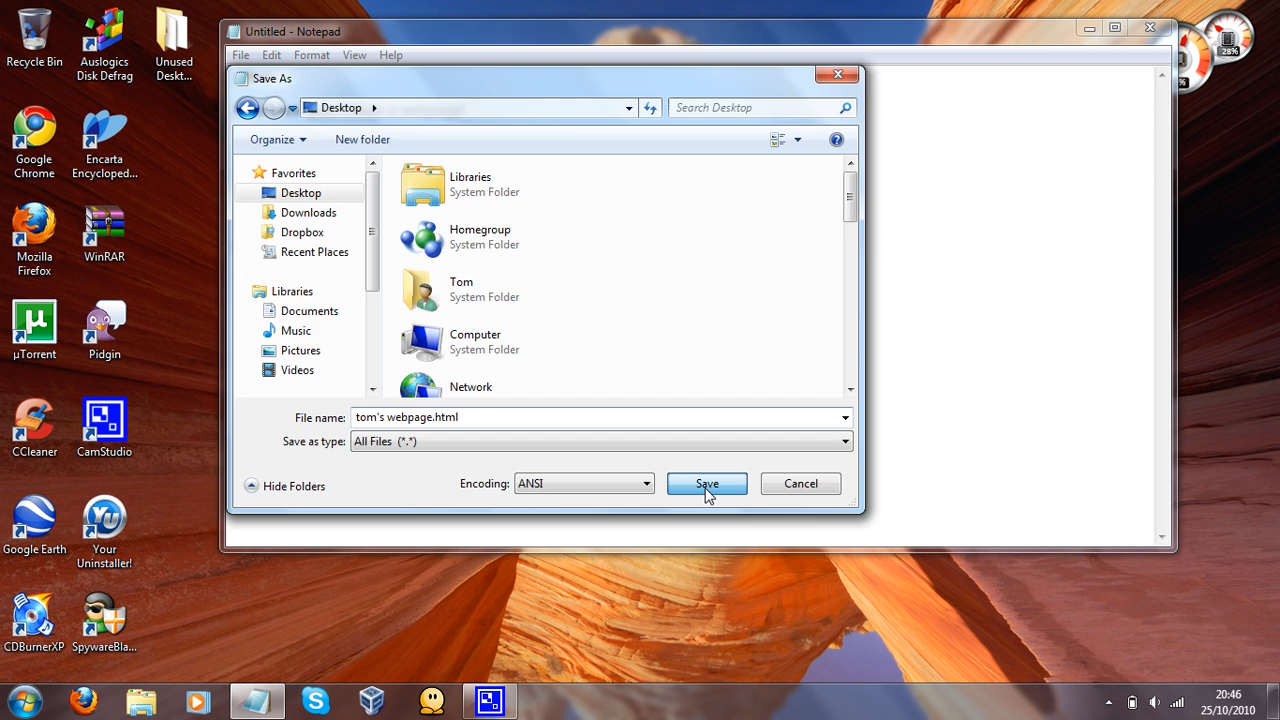 Recycle Bin
Auslogics
Disk Defrag
Unused
Deskt...
Google
Chrome
Encarta
Encycloped...
Mozilla
Firefox
WinRAR
µTorrent
Pidgin
CCleaner
CamStudio
Google Earth
Your
Uninstaller!
CDBurnerXP
SpywareBla...
Untitled - Notepad
File Edit Format View Help
Save As
Desktop
Search Desktop
Organize
New folder
Favorites
Desktop
Downloads
Dropbox
Recent Places
Libraries
Documents
Music
Pictures
Videos
Libraries
System Folder
Homegroup
System Folder
Tom
System Folder
Computer
System Folder
Network
File name: tom's webpage.html
Save as type: All Files (*.*)
Hide Folders
Encoding: ANSI
Save
Cancel
28%
%
20:46
25/10/2010